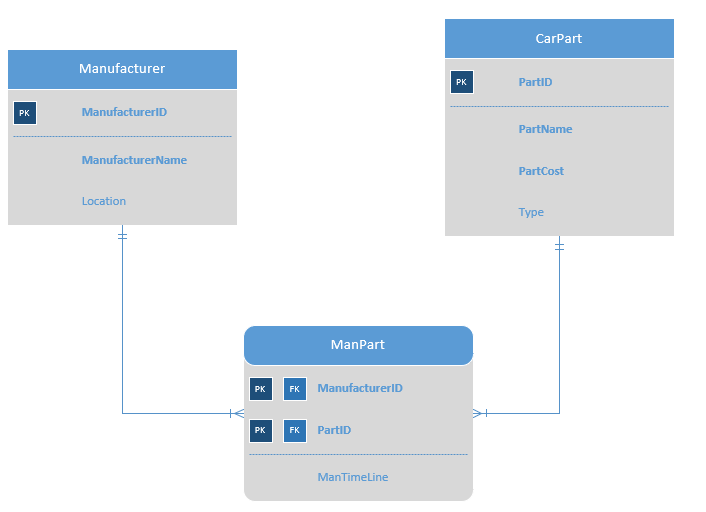 Manufacturer
PK ManufacturerID
ManufacturerName
Location
CarPart
PK PartID
PartName
PartCost
Type
ManPart
PK FK ManufacturerID
PK FK PartID
ManTimeLine